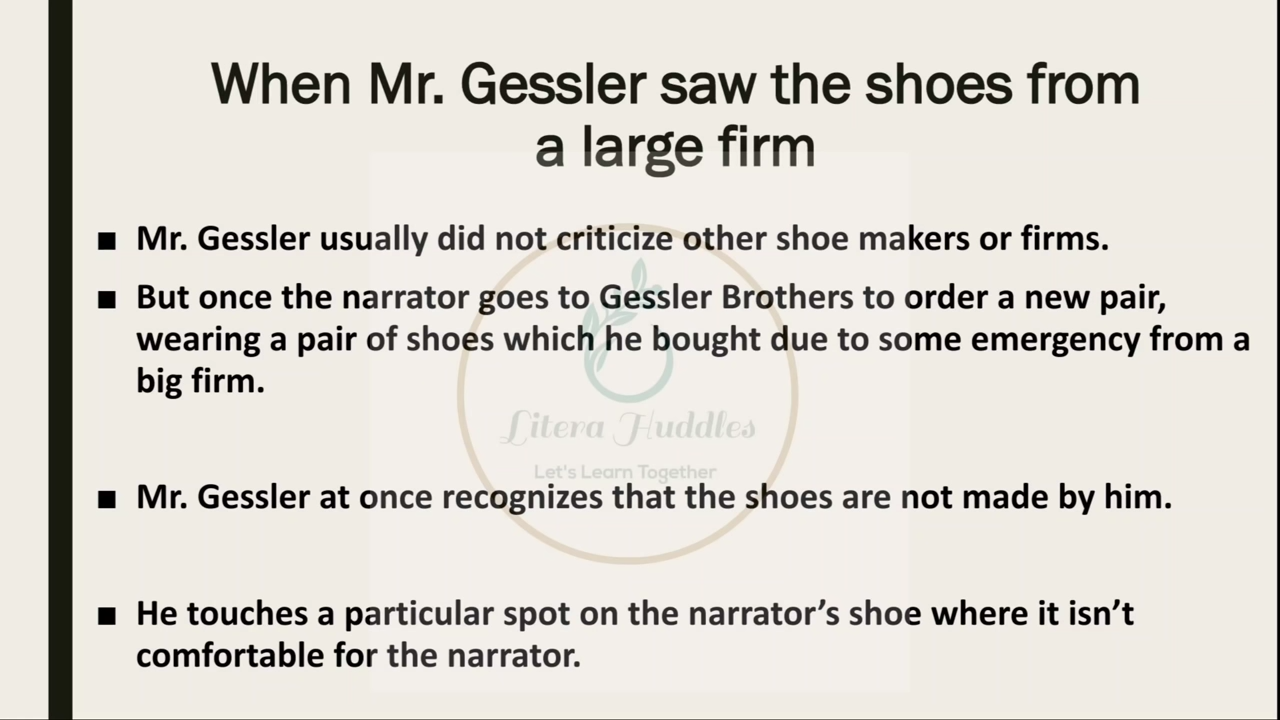 When Mr. Gessler saw the shoes from
a large firm
■ Mr. Gessler usually did not criticize other shoe makers or firms.
■ But once the narrator goes to Gessler Brothers to order a new pair,
wearing a pair of shoes which he bought due to some emergency from a
big firm.
Litera Huddles
Let's Learn Together
■ Mr. Gessler at once recognizes that the shoes are not made by him.
■ He touches a particular spot on the narrator’s shoe where it isn’t
comfortable for the narrator.